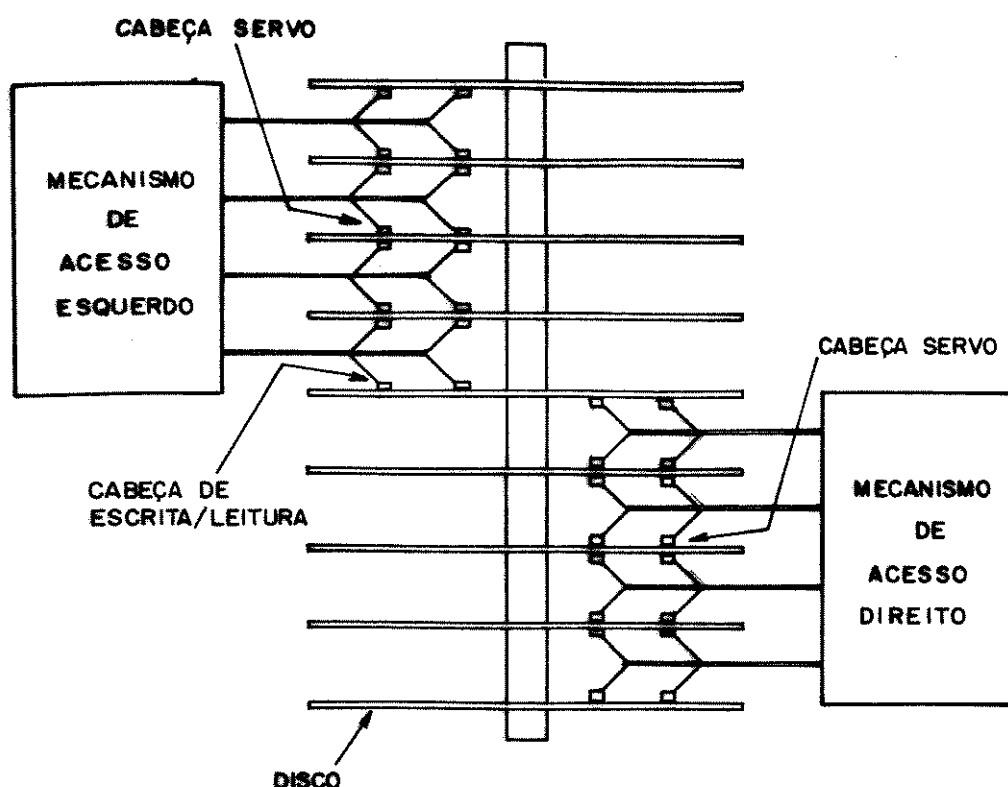 CABEÇA SERVO
MECANISMO
DE
ACESSO
ESQUERDO
CABEÇA SERVO
CABEÇA DE
ESCRITA/LEITURA
MECANISMO
DE
ACESSO
DIREITO
DISCO